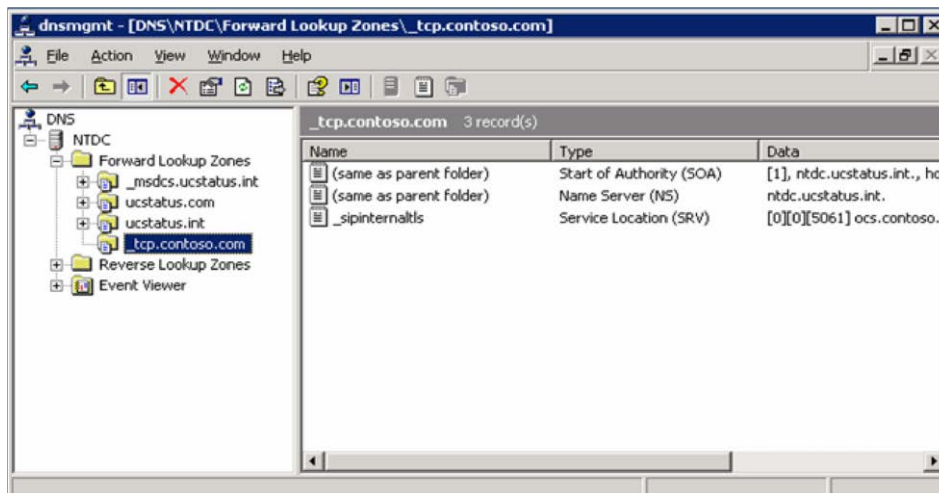 dnsmgmt - [DNS\NTDC\Forward Lookup Zones\_tcp.contoso.com]
File Action View Window Help
DNS
NTDC
Forward Lookup Zones
_msdcs.ucstatus.int
ucstatus.com
ucstatus.int
_tcp.contoso.com
Reverse Lookup Zones
Event Viewer
_tcp.contoso.com 3 record(s)
Name Type Data
(same as parent folder) Start of Authority (SOA) [1], ntdc.ucstatus.int., ho
(same as parent folder) Name Server (NS) ntdc.ucstatus.int.
_sipinternaltls Service Location (SRV) [0][0][5061] ocs.contoso.